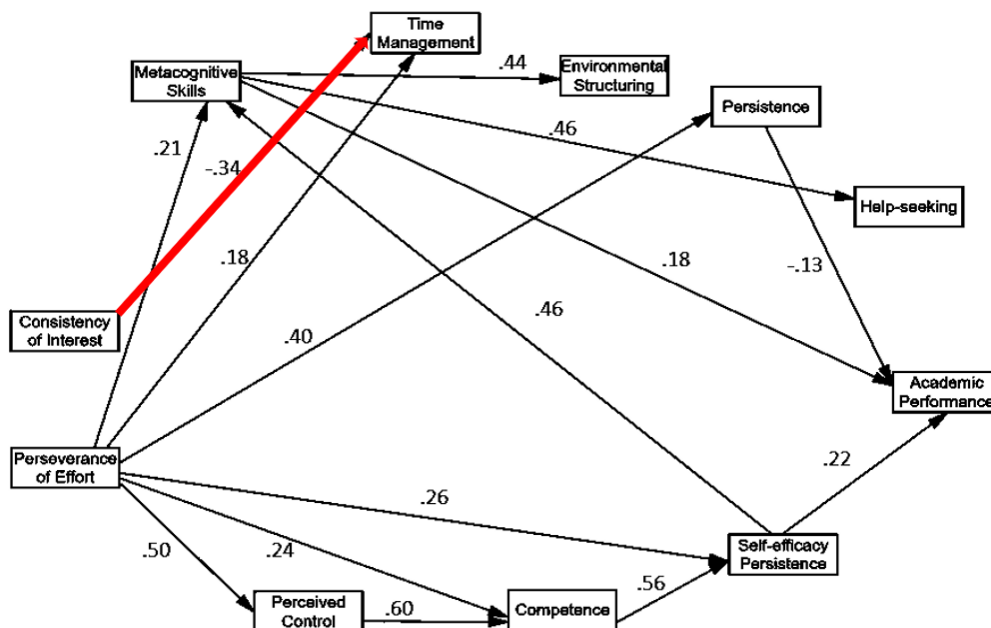 Time
Management
Metacognitive
Skills
.44
Environmental
Structuring
Persistence
.46
.21
-.34
Help-seeking
.18
.18
-.13
Consistency
of Interest
.40
.46
Academic
Performance
Perseverance
of Effort
.22
.26
.50
.24
Self-efficacy
Persistence
.56
Perceived
Control
.60
Competence